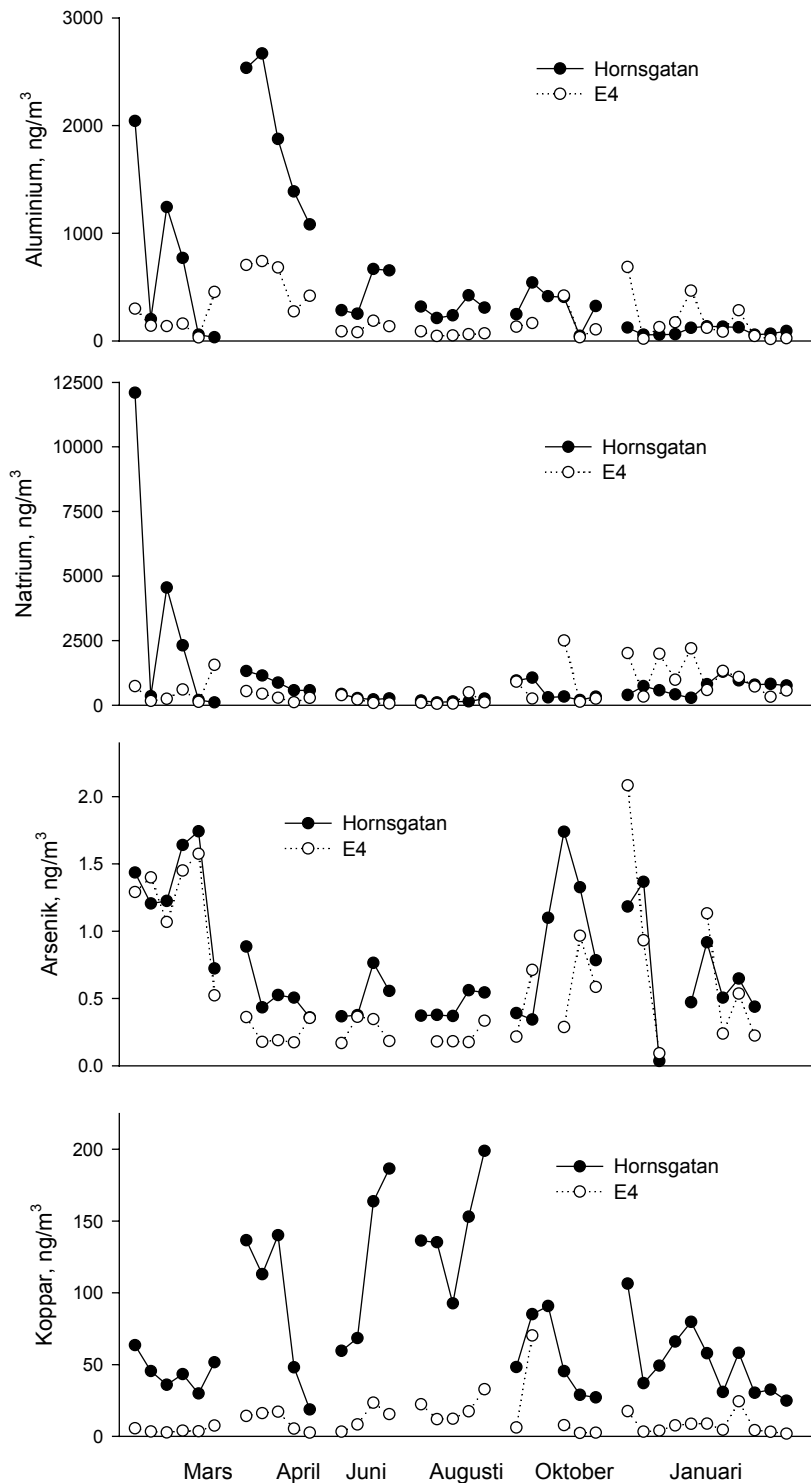 3000
2000
1000
0
Aluminium, ng/m³
Hornsgatan
E4
12500
10000
7500
5000
2500
0
Natrium, ng/m³
Hornsgatan
E4
2.0
1.5
1.0
0.5
0.0
Arsenik, ng/m³
Hornsgatan
E4
200
150
100
50
0
Koppar, ng/m³
Hornsgatan
E4
Mars April Juni Augusti Oktober Januari